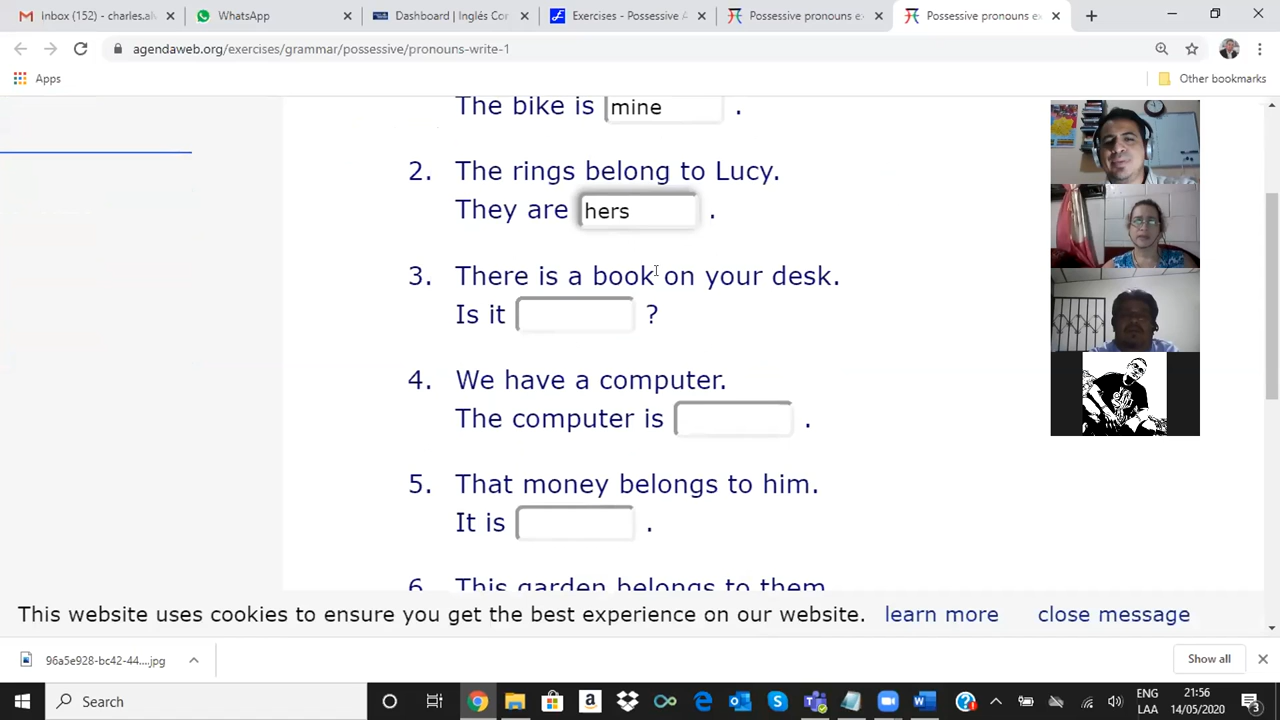 Inbox (152) - charles.al
WhatsApp
Dashboard | Inglés Con
Exercises - Possessive A
Possessive pronouns e
Possessive pronouns ex
agendaweb.org/exercises/grammar/possessive/pronouns-write-1
Apps
Other bookmarks
The bike is mine .
2. The rings belong to Lucy.
They are hers .
3. There is a book on your desk.
Is it ?
4. We have a computer.
The computer is .
5. That money belongs to him.
It is .
6. This garden belongs to them.
This website uses cookies to ensure you get the best experience on our website. learn more close message
96a5e928-bc42-44....jpg
Show all
Search
ENG
LAA
21:56
14/05/2020
3